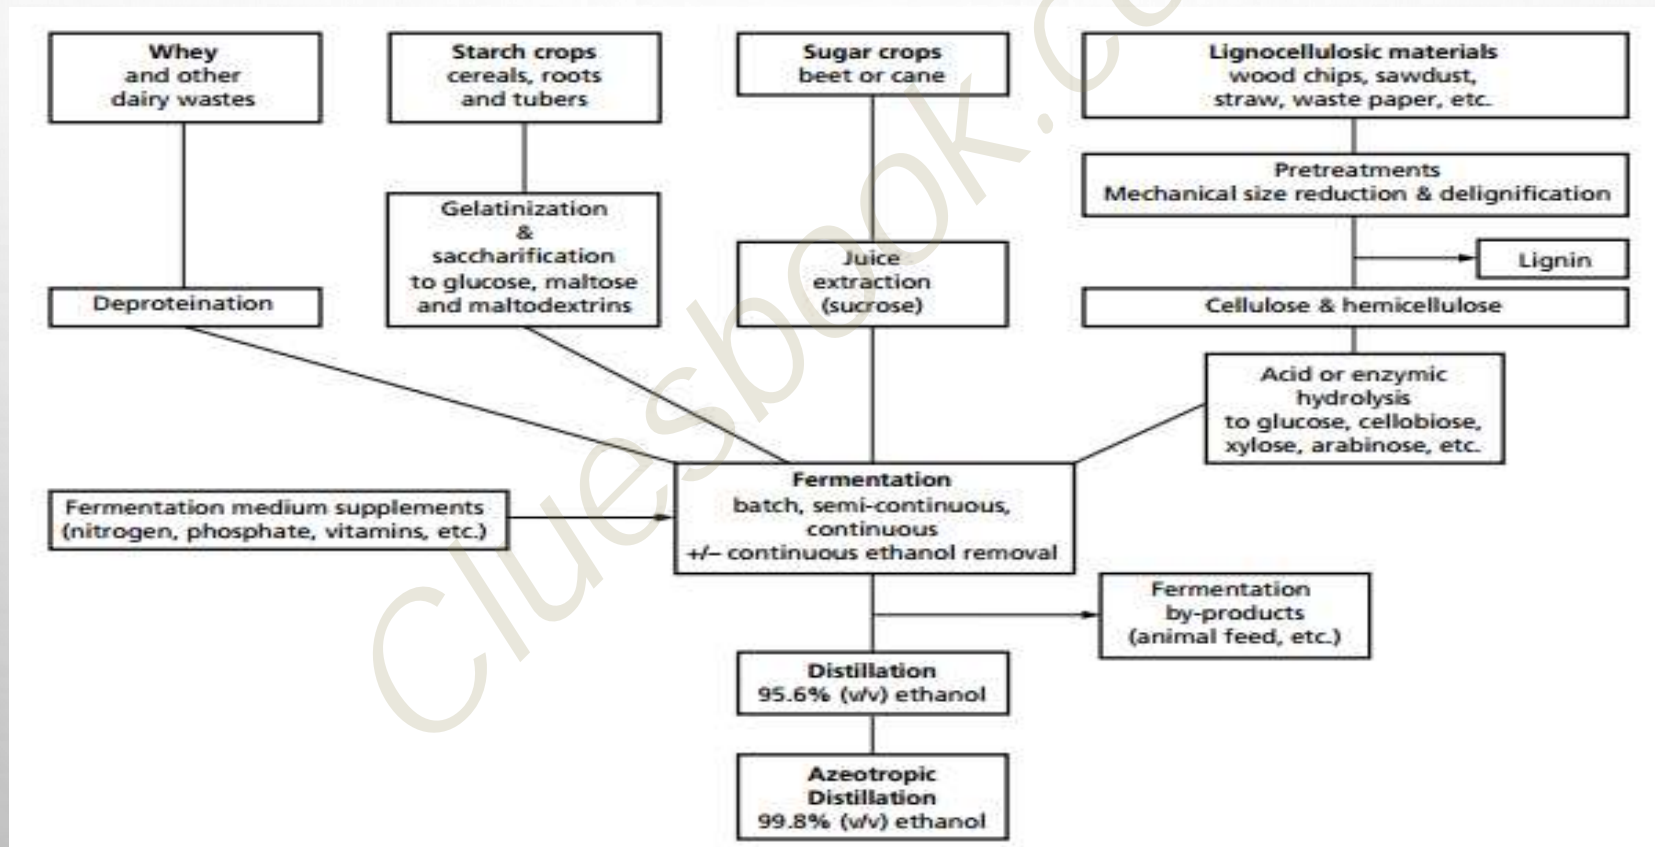 Whey
and other
dairy wastes
Starch crops
cereals, roots
and tubers
Sugar crops
beet or cane
Lignocellulosic materials
wood chips, sawdust,
straw, waste paper, etc.
Pretreatments
Mechanical size reduction & delignification
Gelatinization
&
saccharification
to glucose, maltose
and maltodextrins
Juice
extraction
(sucrose)
Lignin
Deproteination
Cellulose & hemicellulose
Acid or enzymic
hydrolysis
to glucose, cellobiose,
xylose, arabinose, etc.
Fermentation medium supplements
(nitrogen, phosphate, vitamins, etc.)
Fermentation
batch, semi-continuous,
continuous
+/– continuous ethanol removal
Fermentation
by-products
(animal feed, etc.)
Distillation
95.6% (v/v) ethanol
Azeotropic
Distillation
99.8% (v/v) ethanol
Cluesbook.co